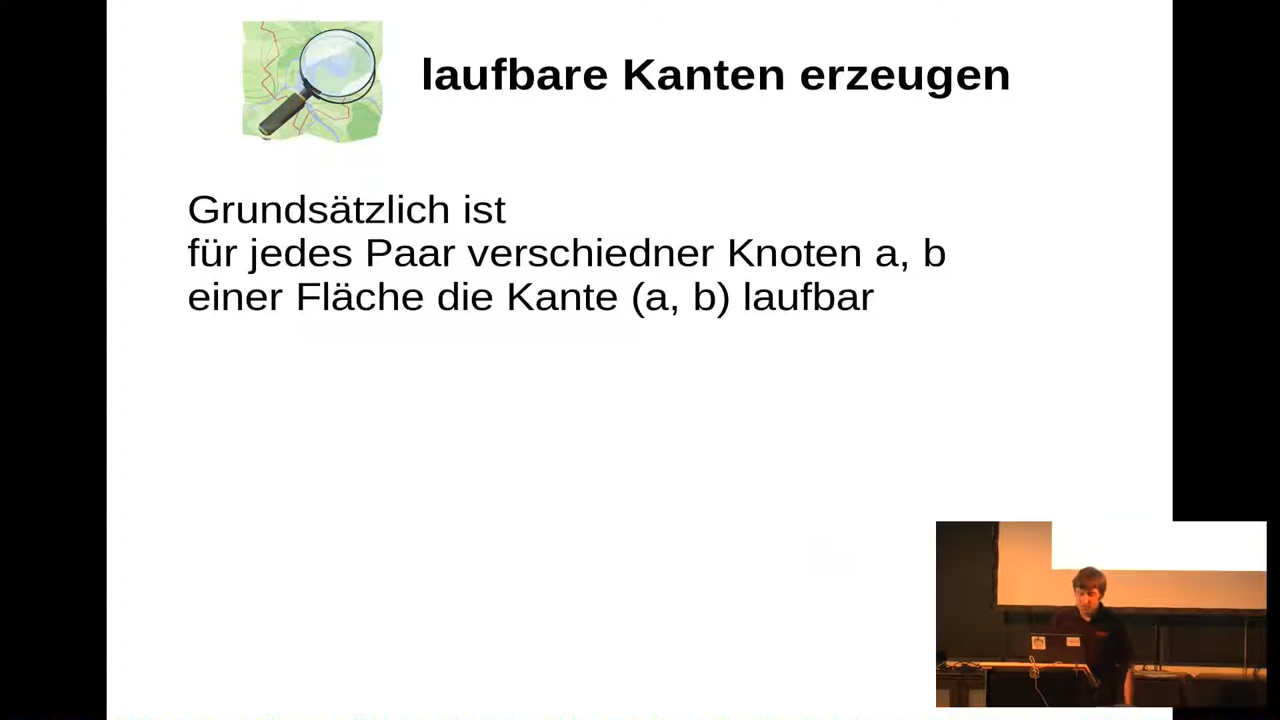 laufbare Kanten erzeugen
Grundsätzlich ist
für jedes Paar verschiedner Knoten a, b
einer Fläche die Kante (a, b) laufbar